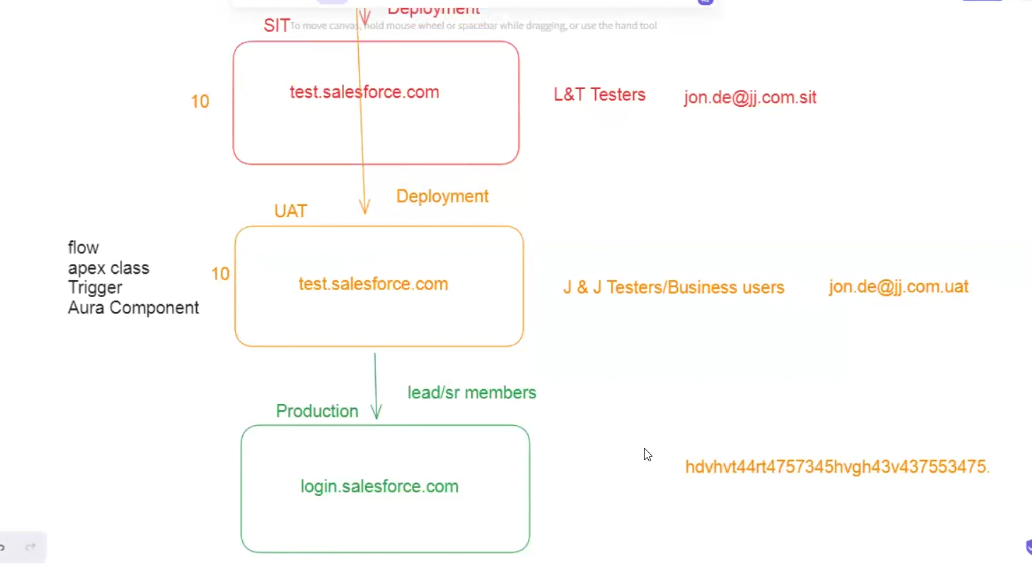 Deployment
SIT
To move canvas, hold mouse wheel or spacebar while dragging, or use the hand tool
10
test.salesforce.com
L&T Testers
jon.de@jj.com.sit
Deployment
UAT
flow
apex class
Trigger
Aura Component
10
test.salesforce.com
J & J Testers/Business users
jon.de@jj.com.uat
lead/sr members
Production
login.salesforce.com
hdvhvt44rt4757345hvgh43v437553475.